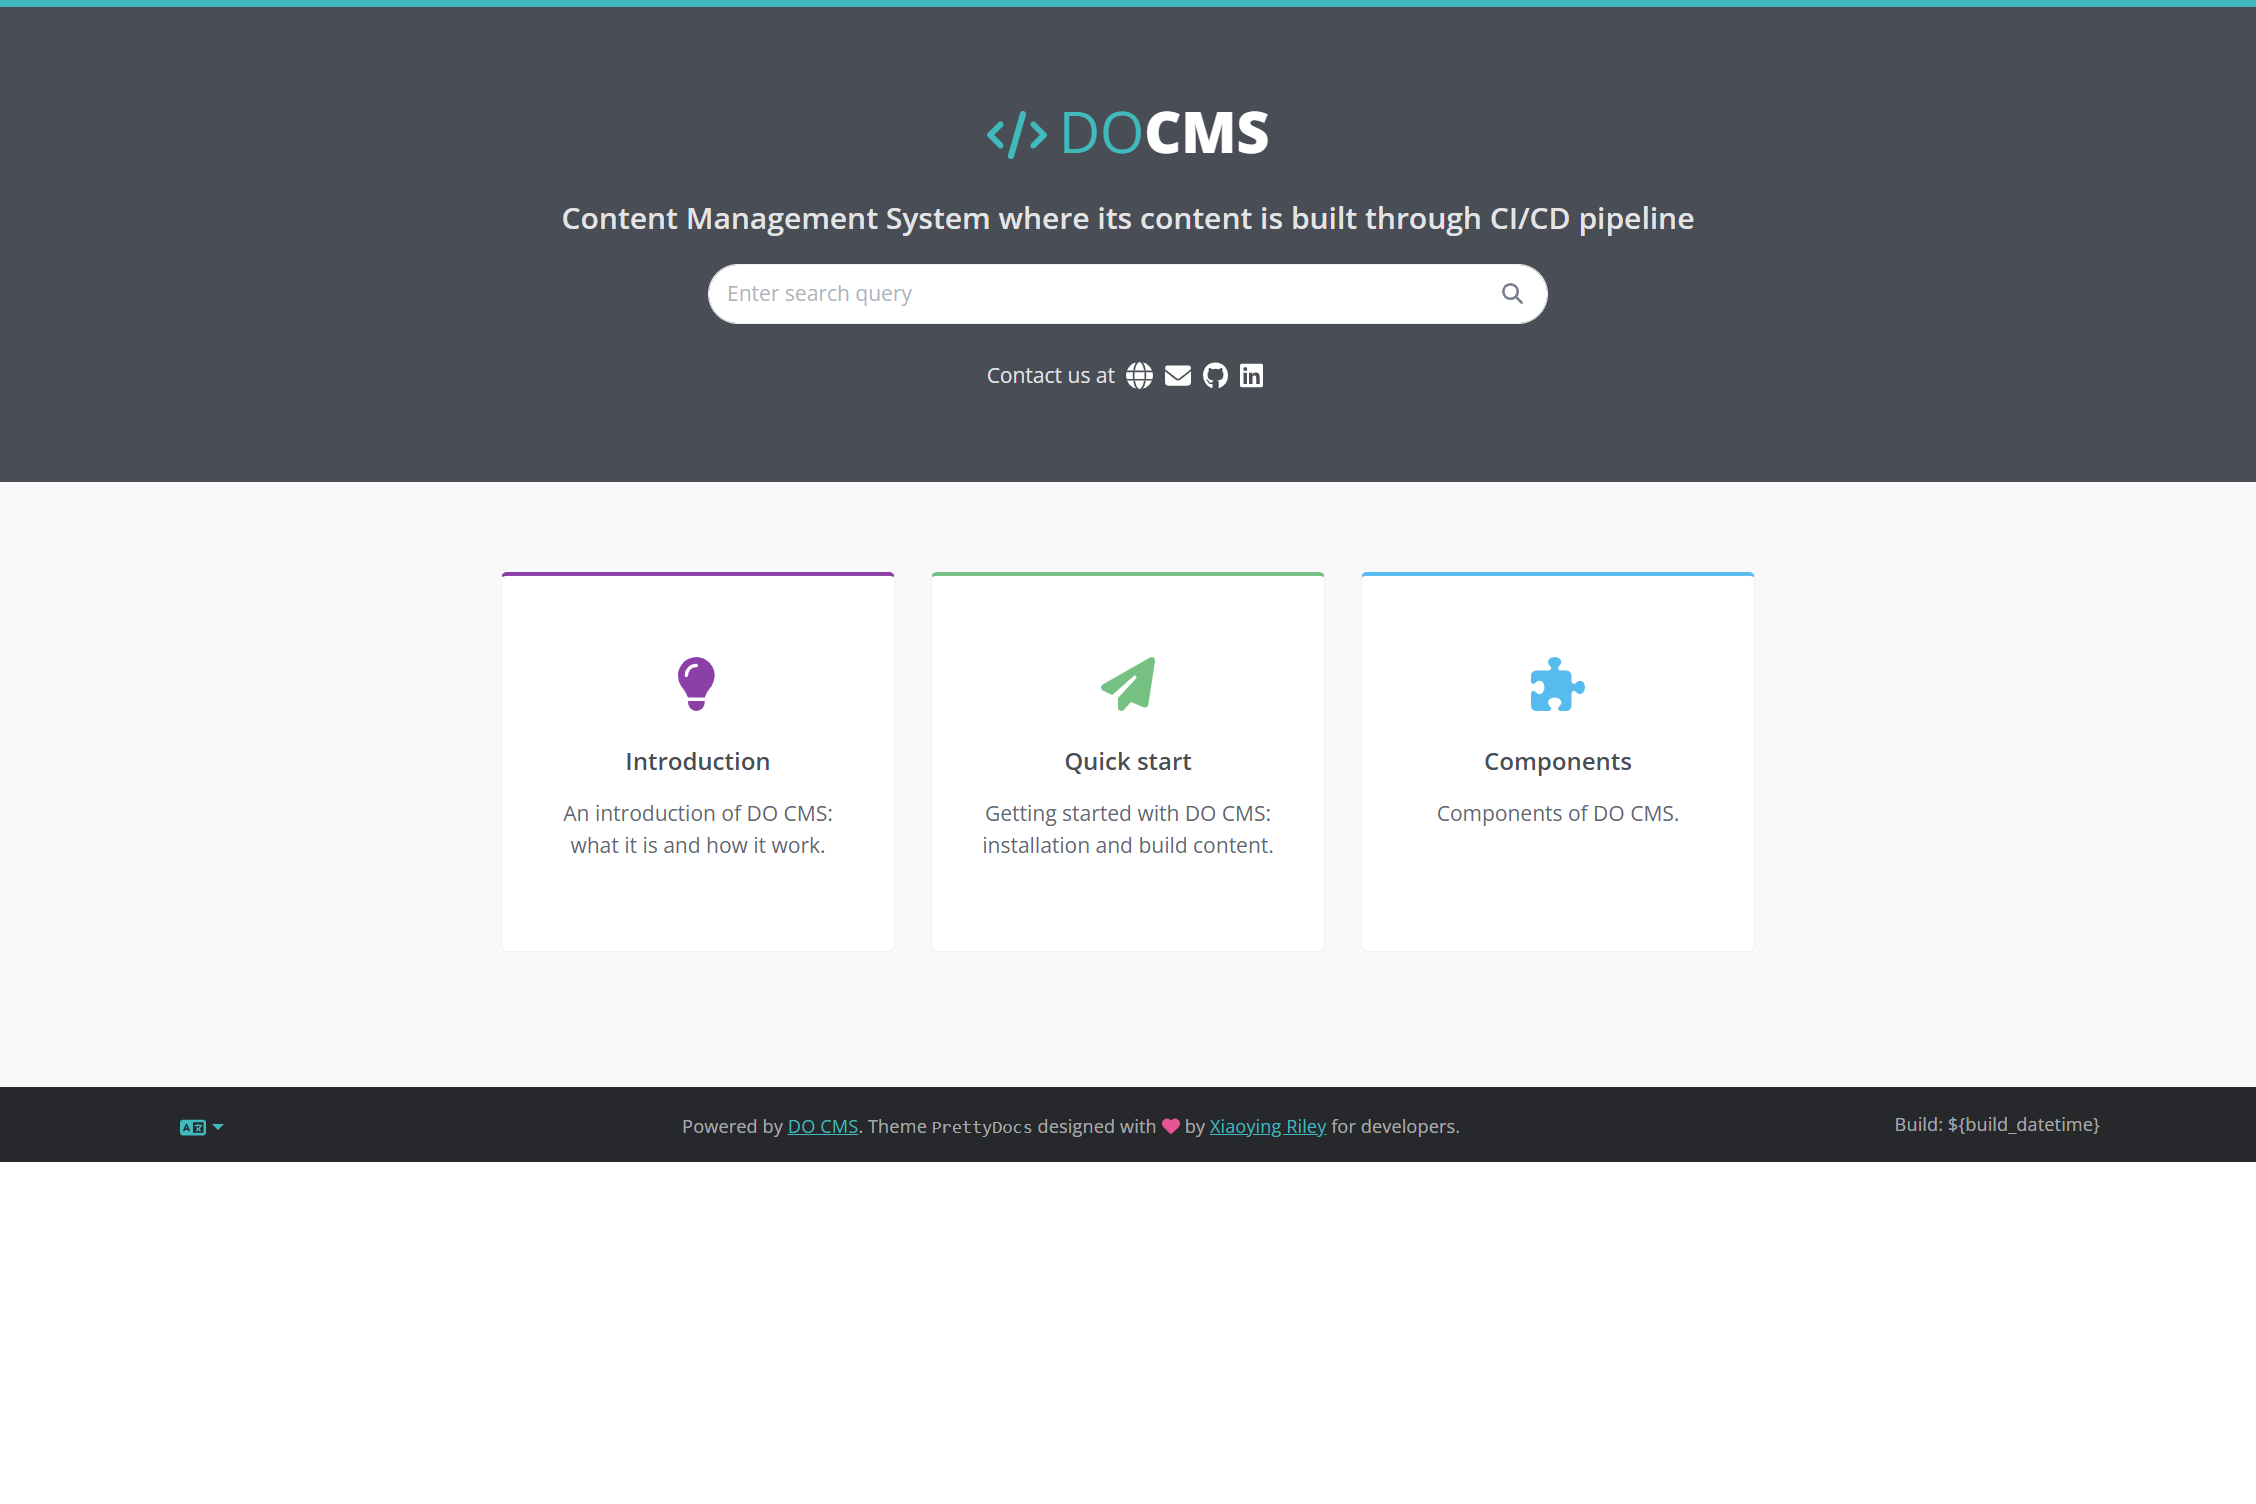 </> DOCMS
Content Management System where its content is built through CI/CD pipeline
Enter search query
Contact us at
Introduction
An introduction of DO CMS:
what it is and how it work.
Quick start
Getting started with DO CMS:
installation and build content.
Components
Components of DO CMS.
Powered by DO CMS. Theme PrettyDocs designed with by Xiaoying Riley for developers.
Build: ${build_datetime}